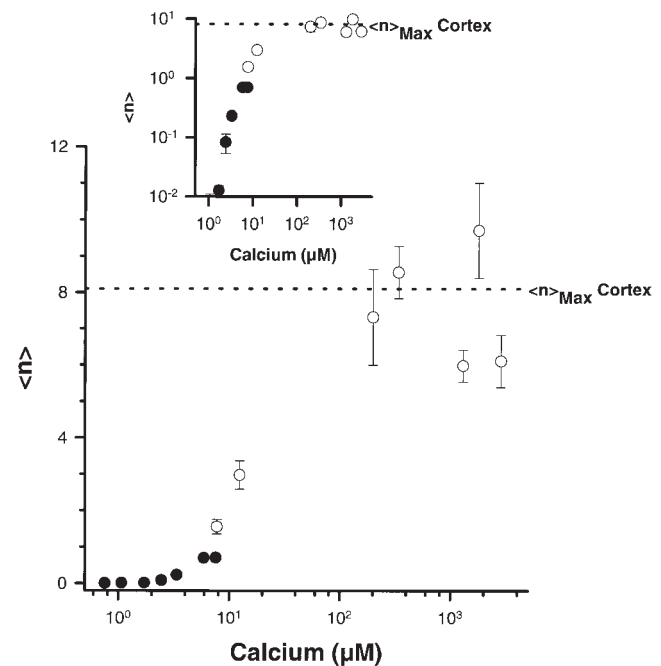 10¹
<n>Max Cortex
10⁰
<n>
10⁻¹
10⁻²
10⁰ 10¹ 10² 10³
Calcium (µM)
12
8
<n>Max Cortex
<n>
4
0
10⁰ 10¹ 10² 10³
Calcium (µM)